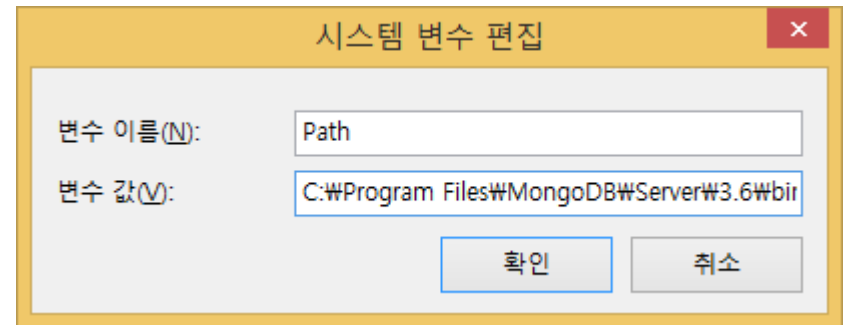 시스템 변수 편집
변수 이름(N):
Path
변수 값(V):
C:₩Program Files₩MongoDB₩Server₩3.6₩bin
확인
취소